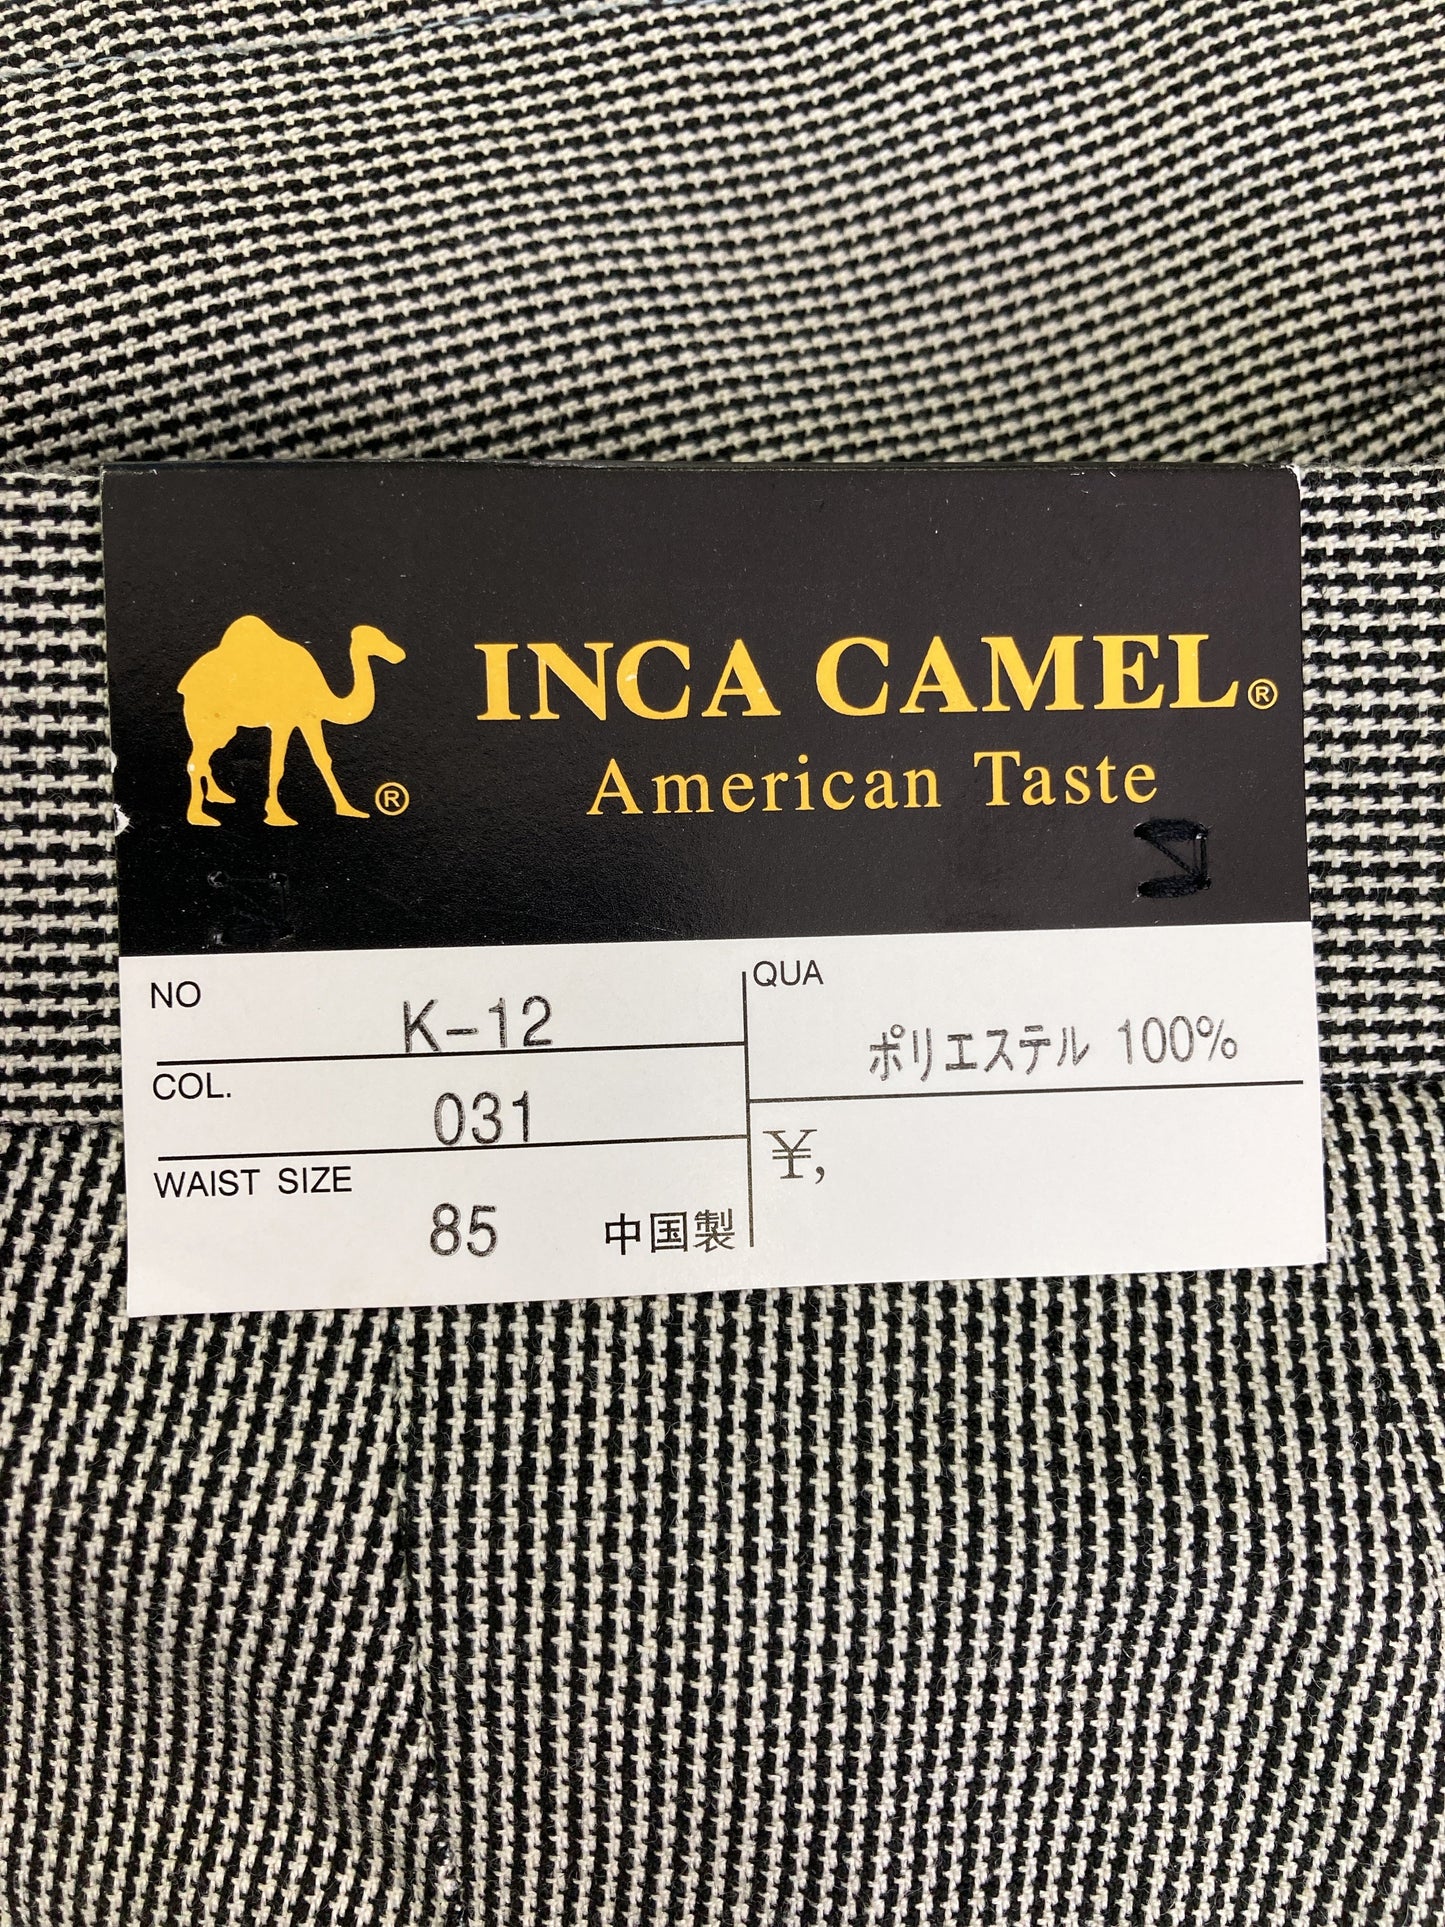 INCA CAMEL®
®
American Taste
NO K-12
COL. 031
WAIST SIZE 85
中国製
QUA
ポリエステル 100%
¥,